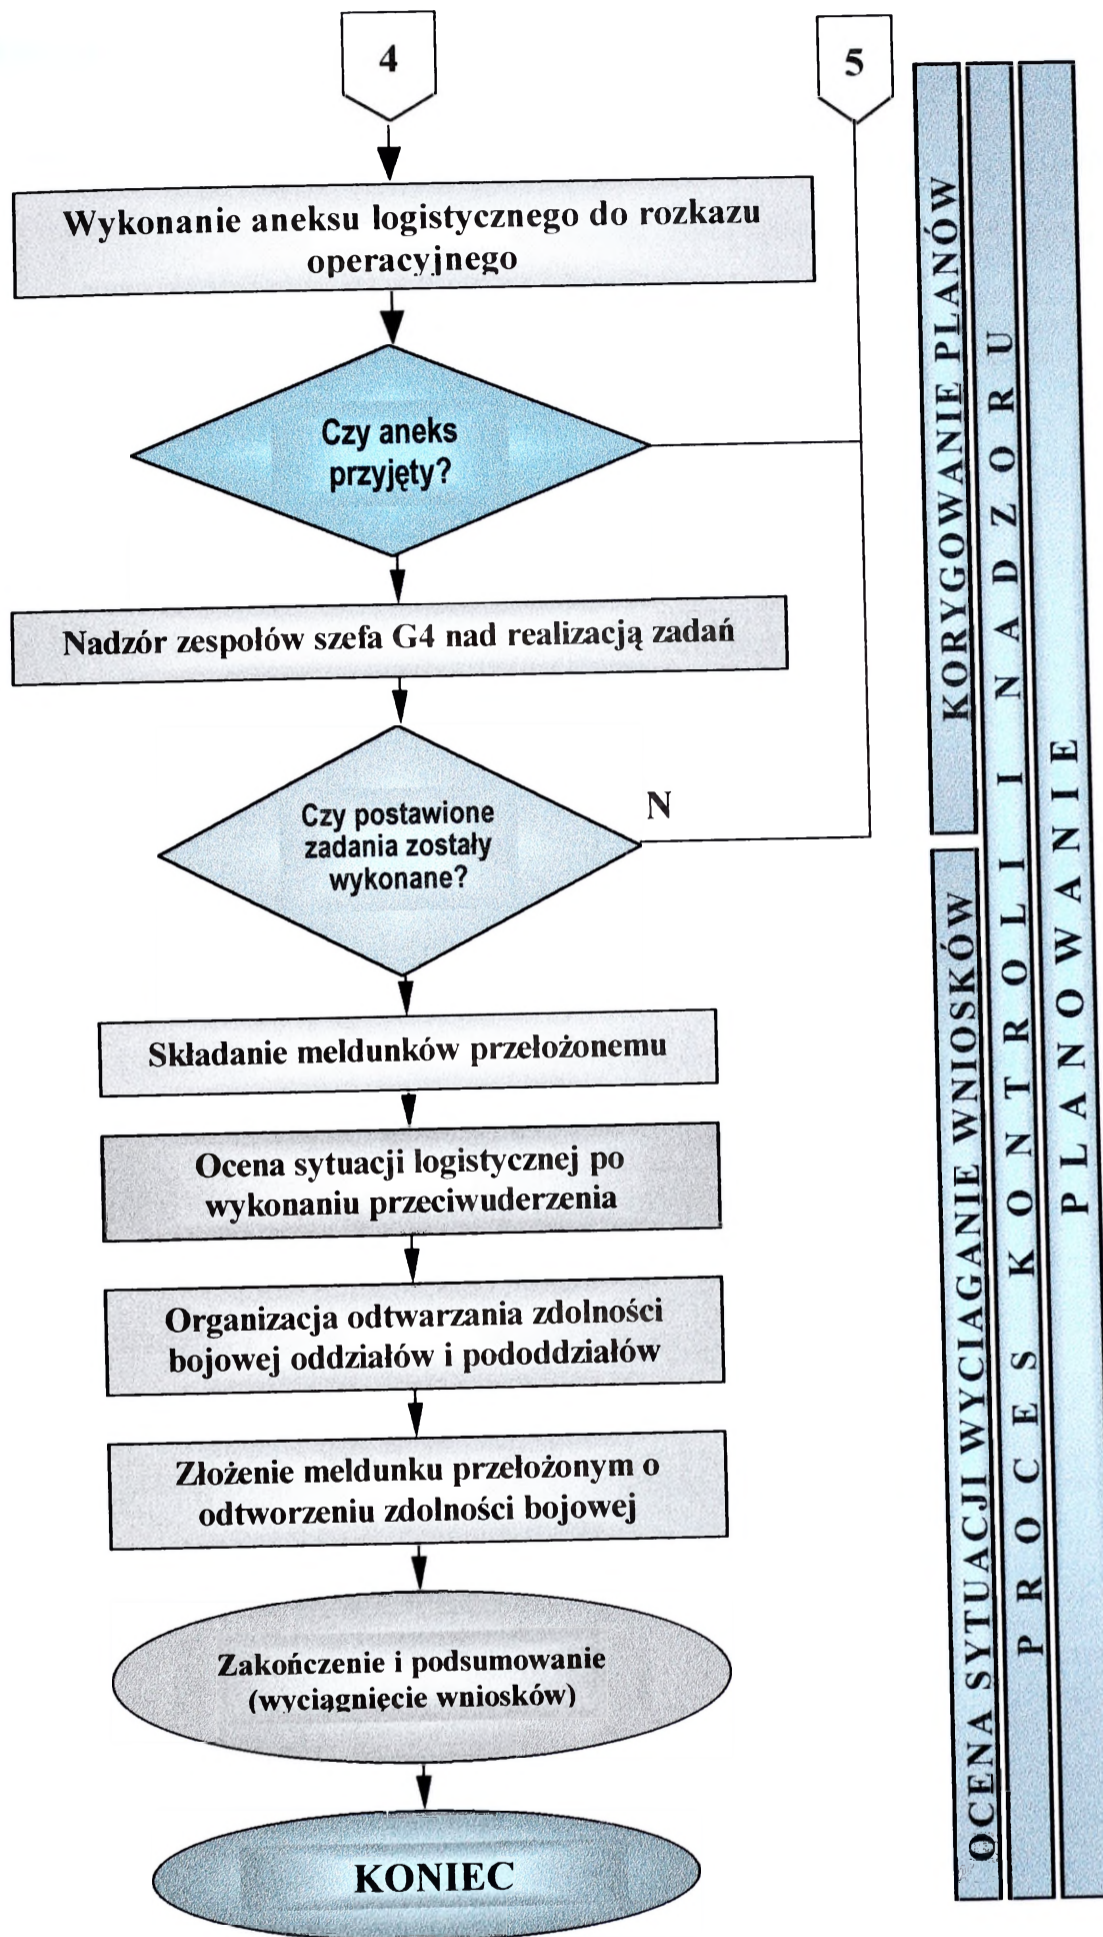 4
5
Wykonanie aneksu logistycznego do rozkazu
operacyjnego
Czy aneks
przyjęty?
Nadzór zespołów szefa G4 nad realizacją zadań
Czy postawione
zadania zostały
wykonane?
N
Składanie meldunków przełożonemu
Ocena sytuacji logistycznej po
wykonaniu przeciwuderzenia
Organizacja odtwarzania zdolności
bojowej oddziałów i pododdziałów
Złożenie meldunku przełożonym o
odtworzeniu zdolności bojowej
Zakończenie i podsumowanie
(wyciągnięcie wniosków)
KONIEC
KORYGOWANIE PLANÓW
OCENA SYTUACJI WYCIAGANIE WNIOSKÓW
PROCES KONTROLI I NADZORU
PLANOWANIE